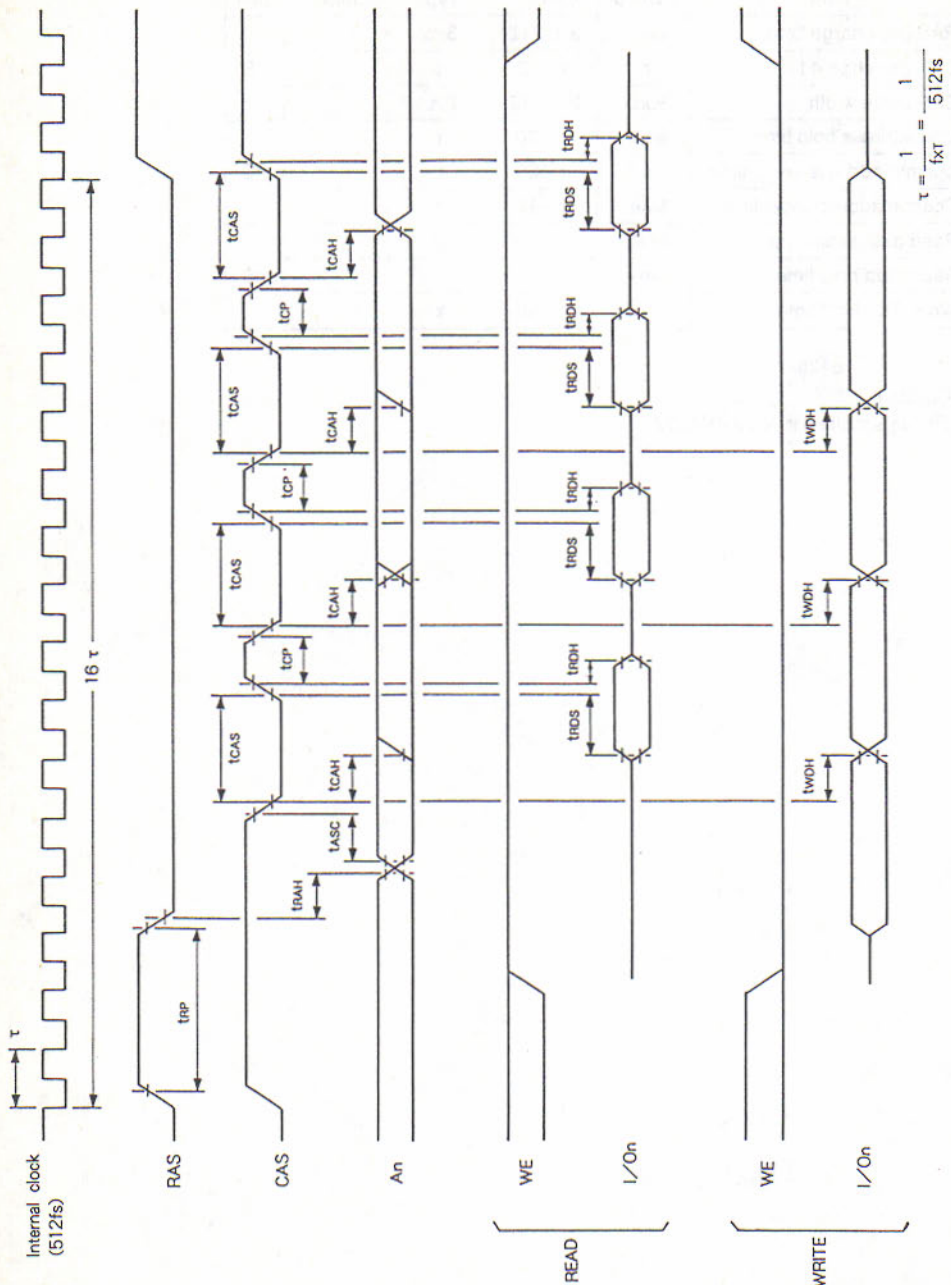 Internal clock
(512fs)
τ
16 τ
RAS
tRP
CAS
tCAS
tCP
tCAS
tCP
tCAS
tCP
tCAS
An
tRAH
tASC
tCAH
tCAH
tCAH
tCAH
READ
WE
I/On
tRDS
tRDH
tRDS
tRDH
tRDS
tRDH
tRDS
tRDH
WRITE
WE
I/On
tWDH
tWDH
tWDH
τ = 1 / fXT = 1 / 512fs